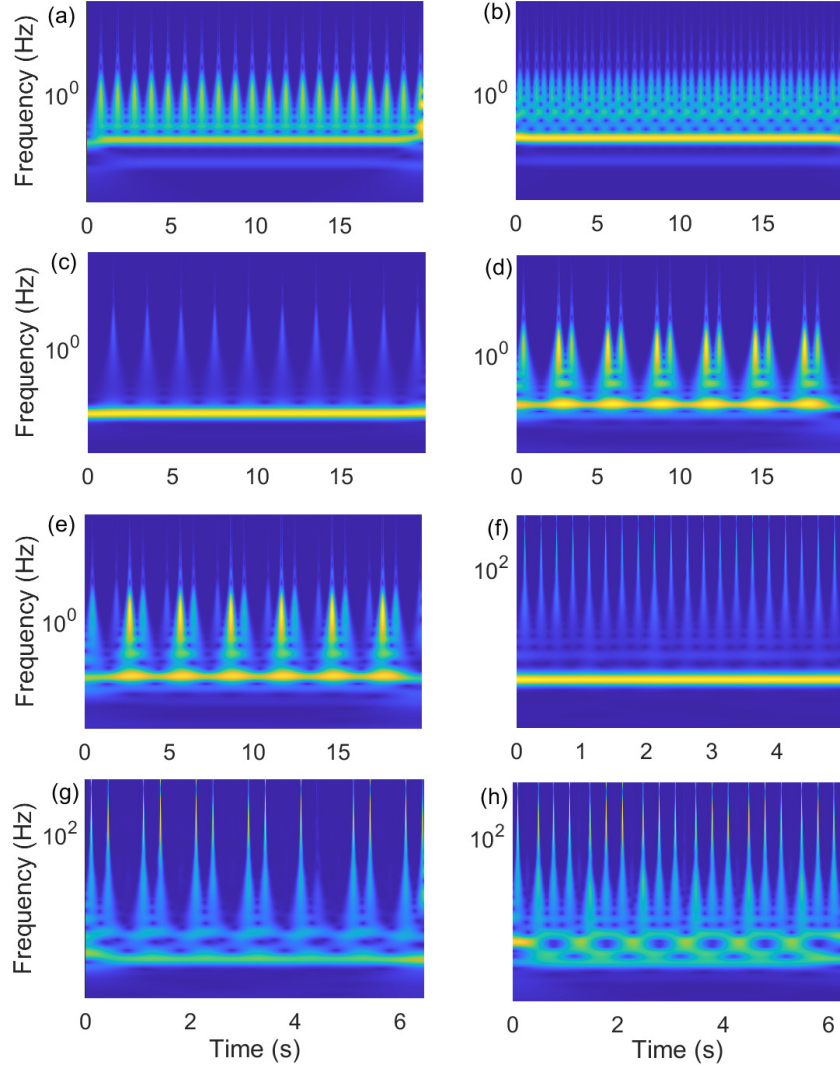 (a) (b)
Frequency (Hz) 10^0 10^0
0 5 10 15 0 5 10 15
(c) (d)
Frequency (Hz) 10^0 10^0
0 5 10 15 0 5 10 15
(e) (f)
Frequency (Hz) 10^0 10^2
0 5 10 15 0 1 2 3 4
(g) (h)
Frequency (Hz) 10^2 10^2
0 2 4 6 0 2 4 6
Time (s) Time (s)